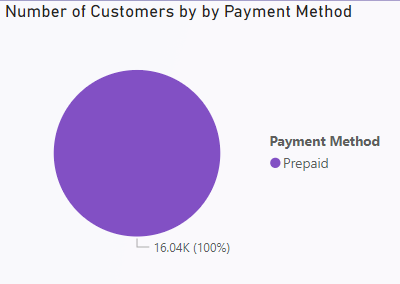 Number of Customers by by Payment Method
Payment Method
Prepaid
16.04K (100%)